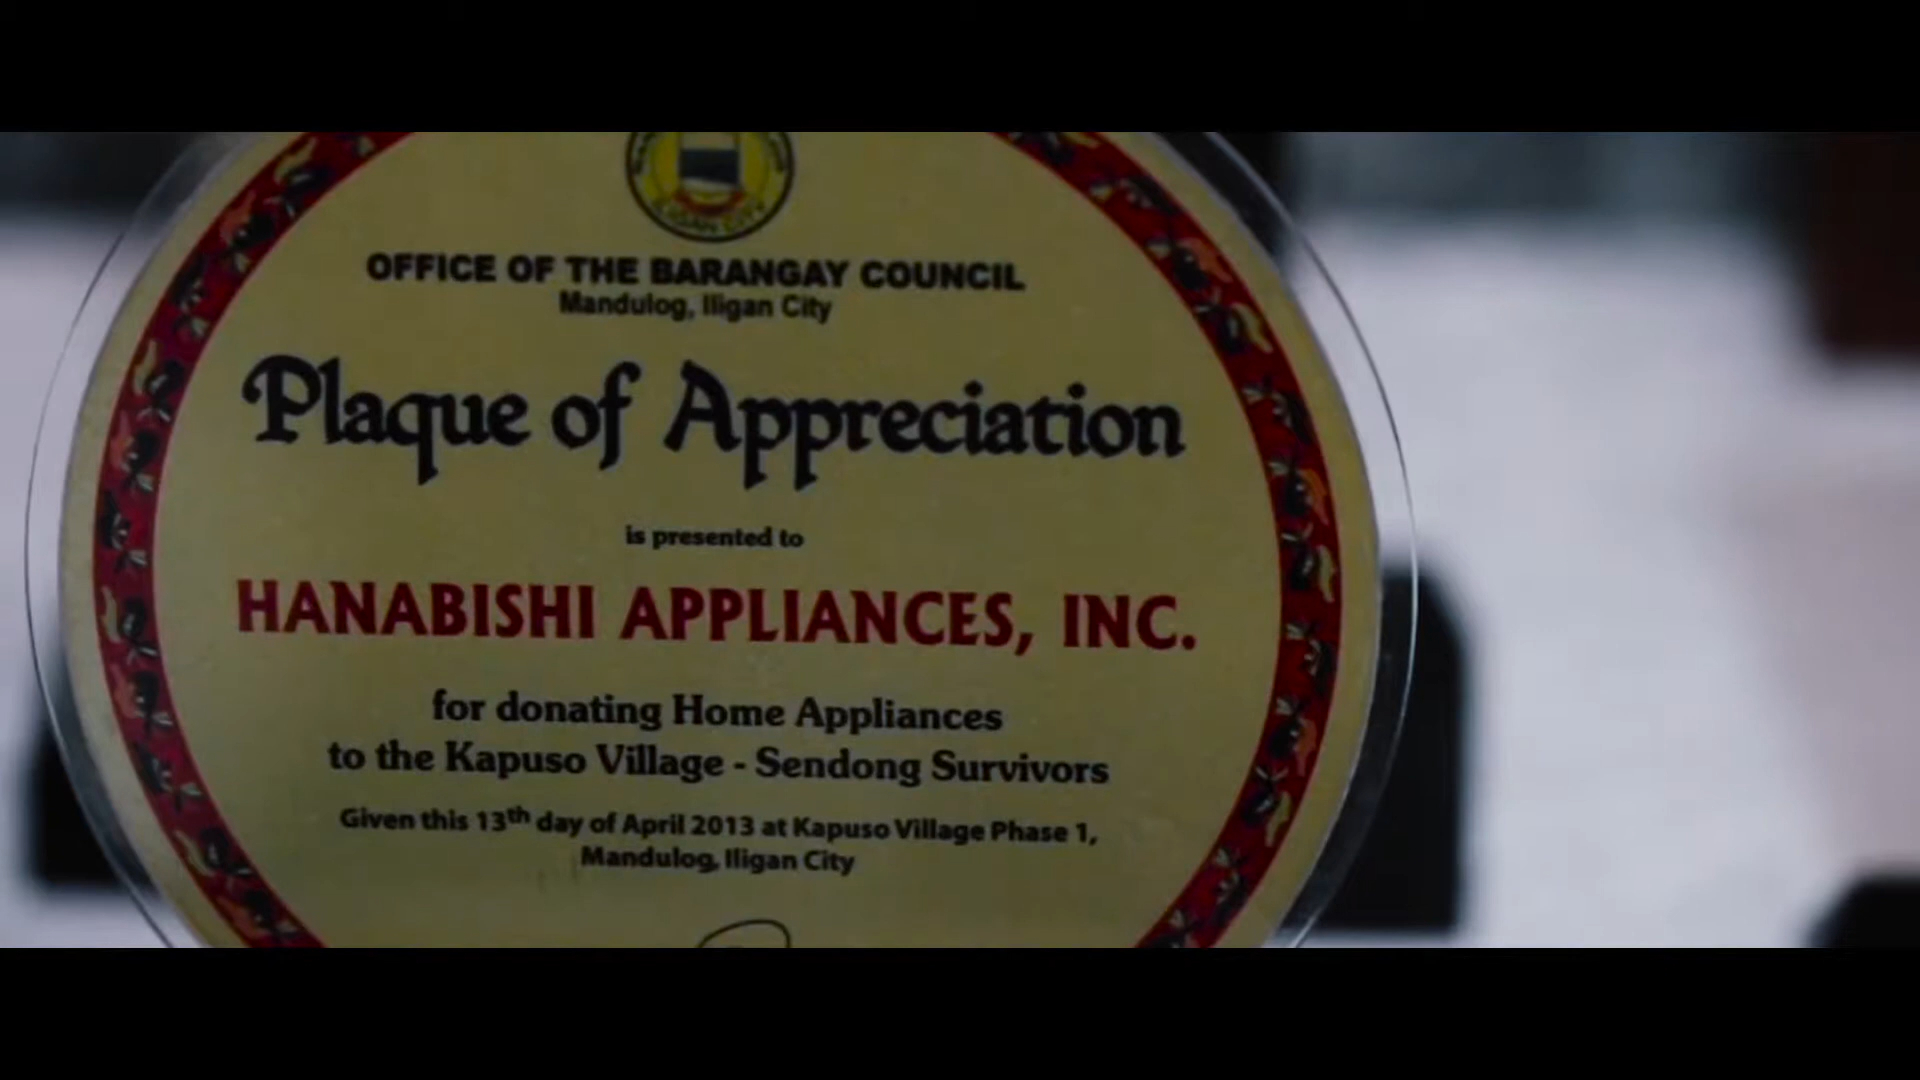 ILIGAN CITY
OFFICE OF THE BARANGAY COUNCIL
Mandulog, Iligan City
Plaque of Appreciation
is presented to
HANABISHI APPLIANCES, INC.
for donating Home Appliances
to the Kapuso Village - Sendong Survivors
Given this 13th day of April 2013 at Kapuso Village Phase 1,
Mandulog, Iligan City